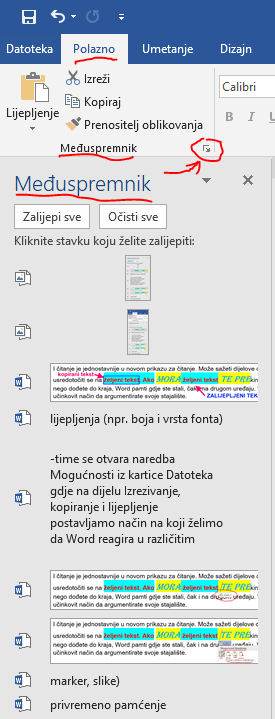 Datoteka Polazno Umetanje Dizajn
Izreži
Kopiraj
Lijepljenje
Prenositelj oblikovanja
Calibri
B I
Međuspremnik
Međuspremnik
Zalijepi sve Očisti sve
Kliknite stavku koju želite zalijepiti:
I čitanje je jednostavnije u novom prikazu za čitanje. Može sažeti dijelove
kopirani tekst
usredotočiti se na željeni tekst. Ako MORA željeni tekst TE PRE
nego dođete do kraja, Word pamti gdje ste stali, čak i na drugom uređaju.
učinkovit način da argumentirate svoje stajalište. ZALIJEPLJENI TEK
lijepljenja (npr. boja i vrsta fonta)
-time se otvara naredba
Mogućnosti iz kartice Datoteka
gdje na dijelu Izrezivanje,
kopiranje i lijepljenje
postavljamo način na koji želimo
da Word reagira u različitim
I čitanje je jednostavnije u novom prikazu za čitanje. Može sažeti dijelove
usredotočiti se na željeni tekst. Ako MORA željeni tekst TE PRE
nego dođete do kraja, Word pamti gdje ste stali, čak i na
učinkovit način da argumentirate svoje stajalište.
I čitanje je jednostavnije u novom prikazu za čitanje. Može sažeti dijelove
usredotočiti se na željeni tekst. Ako MORA željeni tekst TE PRE
nego dođete do kraja, Word pamti gdje ste stali, čak i na
učinkovit način da argumentirate svoje stajalište.
marker, slike)
privremeno pamćenje